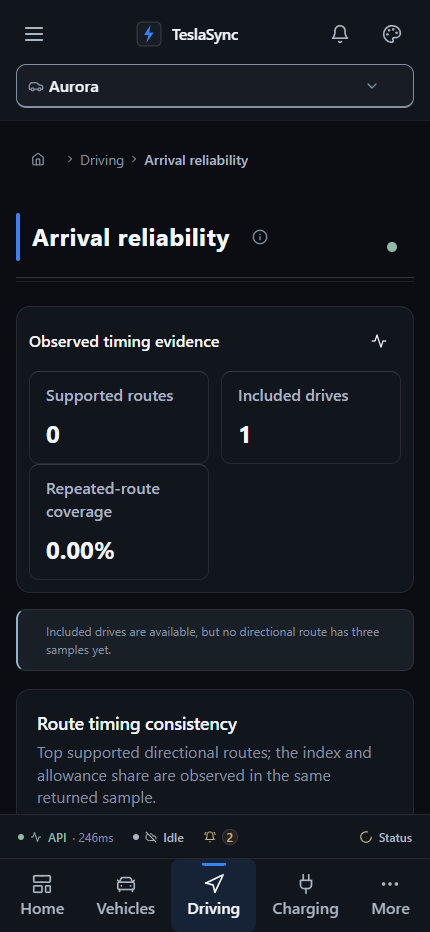 TeslaSync
Aurora
Driving
Arrival reliability
Arrival reliability
Observed timing evidence
Supported routes
0
Included drives
1
Repeated-route
coverage
0.00%
Included drives are available, but no directional route has three
samples yet.
Route timing consistency
Top supported directional routes; the index and
allowance share are observed in the same
returned sample.
API · 246ms
Idle
2
Status
Home
Vehicles
Driving
Charging
More